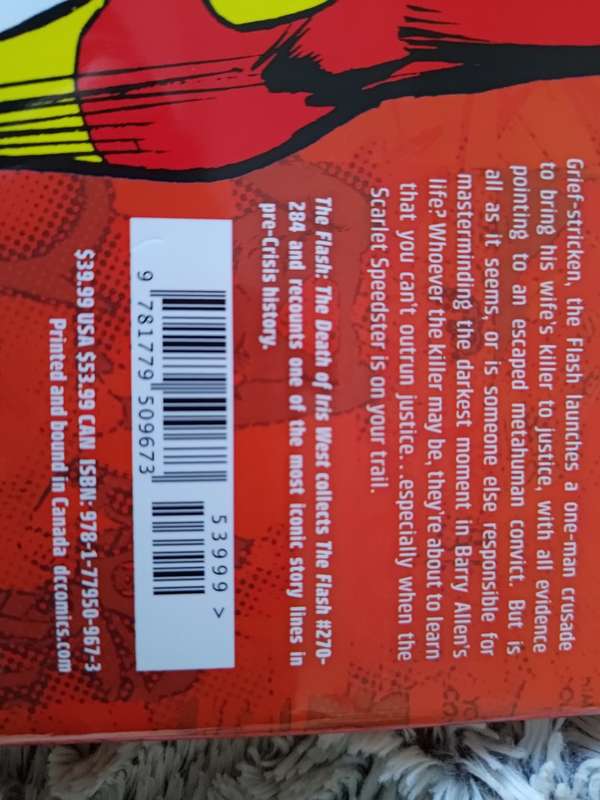 Grief-stricken, the Flash launches a one-man crusade
to bring his wife's killer to justice, with all evidence
pointing to an escaped metahuman convict. But is
all as it seems, or is someone else responsible for
masterminding the darkest moment in Barry Allen's
life? Whoever the killer may be, they're about to learn
that you can't outrun justice...especially when the
Scarlet Speedster is on your trail.
The Flash: The Death of Iris West collects The Flash #270-
284 and recounts one of the most iconic story lines in
pre-Crisis history.
53999 >
9 781779 509673
$39.99 USA $53.99 CAN ISBN: 978-1-77950-967-3
Printed and bound in Canada dccomics.com